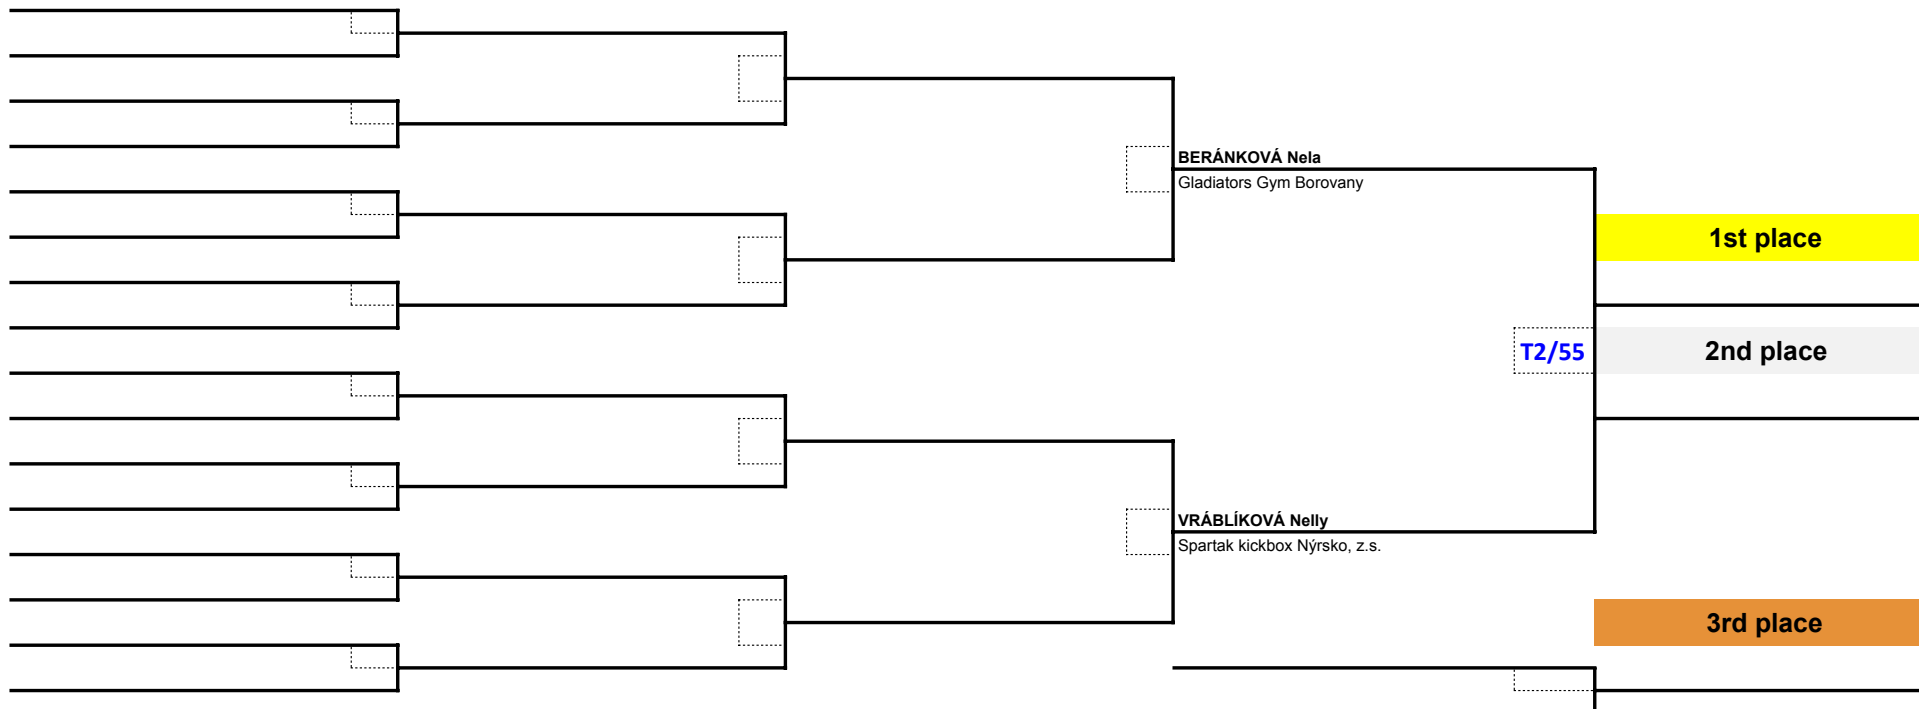 BERÁNKOVÁ Nela
Gladiators Gym Borovany
1st place
T2/55
2nd place
VRÁBLÍKOVÁ Nelly
Spartak kickbox Nýrsko, z.s.
3rd place